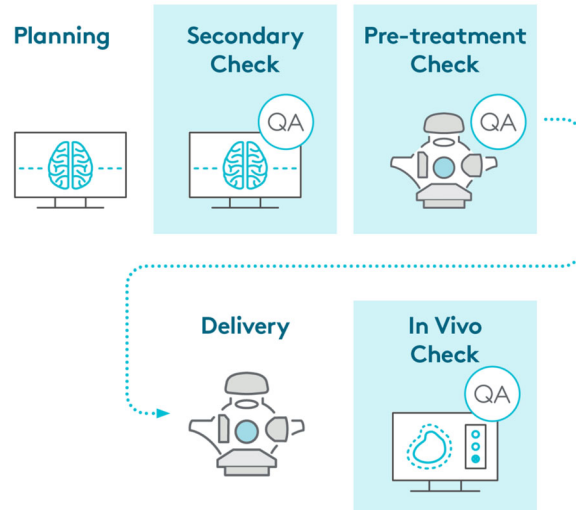 Planning
Secondary
Check
QA
Pre-treatment
Check
QA
Delivery
In Vivo
Check
QA